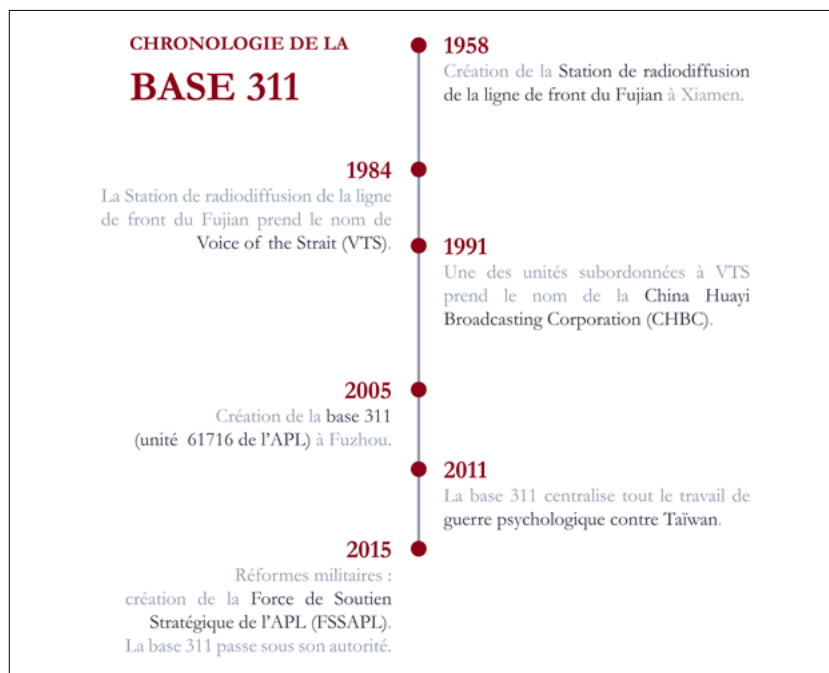 CHRONOLOGIE DE LA
BASE 311
1958
Création de la Station de radiodiffusion
de la ligne de front du Fujian à Xiamen.
1984
La Station de radiodiffusion de la ligne
de front du Fujian prend le nom de
Voice of the Strait (VTS).
1991
Une des unités subordonnées à VTS
prend le nom de la China Huayi
Broadcasting Corporation (CHBC).
2005
Création de la base 311
(unité 61716 de l'APL) à Fuzhou.
2011
La base 311 centralise tout le travail de
guerre psychologique contre Taïwan.
2015
Réformes militaires :
création de la Force de Soutien
Stratégique de l'APL (FSSAPL).
La base 311 passe sous son autorité.